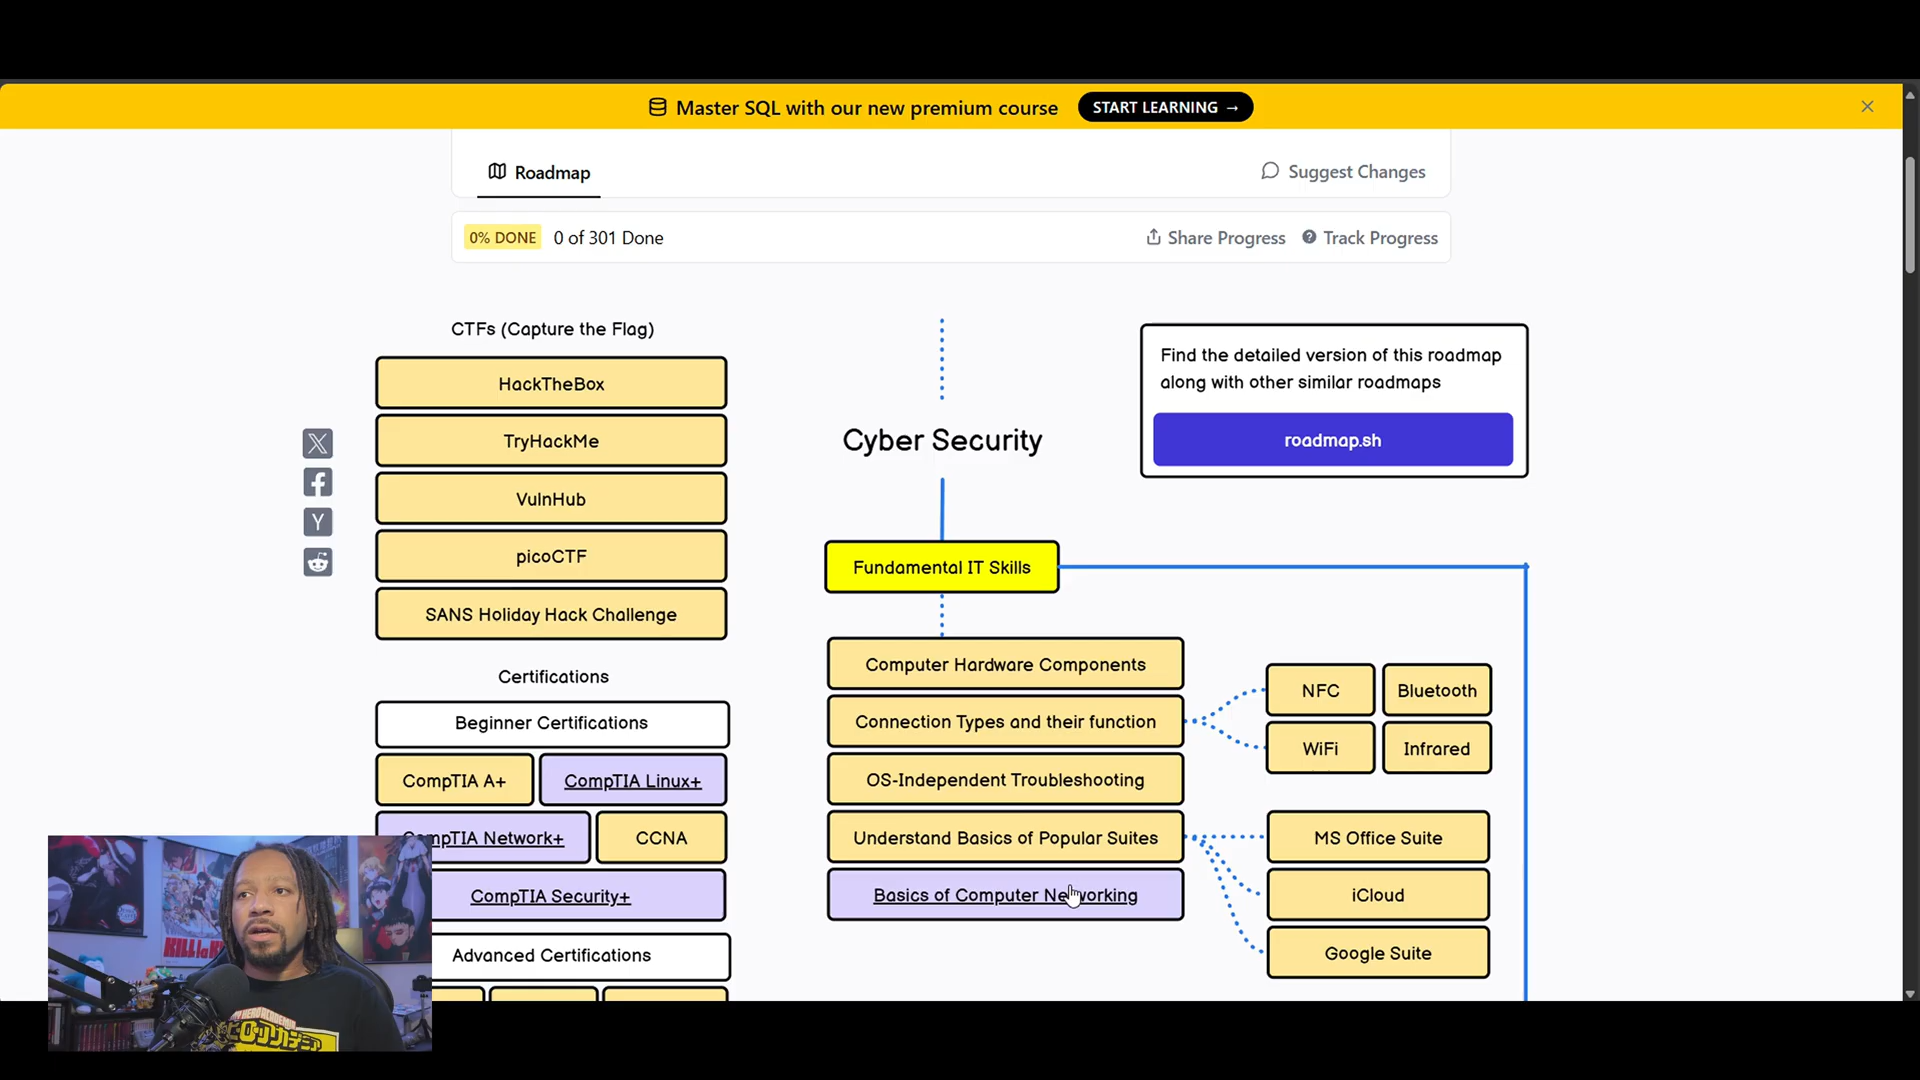 Master SQL with our new premium course START LEARNING →
Roadmap
Suggest Changes
0% DONE 0 of 301 Done
Share Progress Track Progress
CTFs (Capture the Flag)
HackTheBox
TryHackMe
VulnHub
picoCTF
SANS Holiday Hack Challenge
Certifications
Beginner Certifications
CompTIA A+ CompTIA Linux+
CompTIA Network+ CCNA
CompTIA Security+
Advanced Certifications
Cyber Security
Fundamental IT Skills
Computer Hardware Components
Connection Types and their function
OS-Independent Troubleshooting
Understand Basics of Popular Suites
Basics of Computer Networking
Find the detailed version of this roadmap
along with other similar roadmaps
roadmap.sh
NFC Bluetooth
WiFi Infrared
MS Office Suite
iCloud
Google Suite